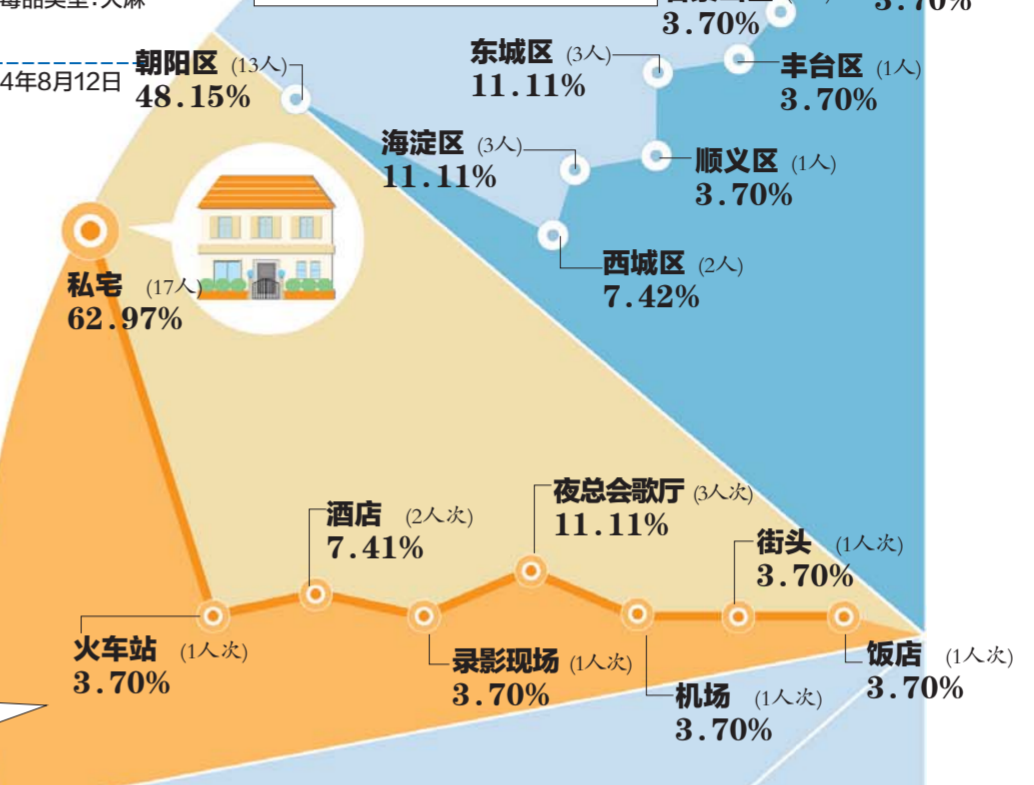 3.70%
4年8月12日
朝阳区 (13人)
48.15%
东城区 (3人)
11.11%
丰台区 (1人)
3.70%
海淀区 (3人)
11.11%
顺义区 (1人)
3.70%
西城区 (2人)
7.42%
私宅 (17人)
62.97%
夜总会歌厅 (3人次)
11.11%
酒店 (2人次)
7.41%
街头 (1人次)
3.70%
火车站 (1人次)
3.70%
录影现场 (1人次)
3.70%
饭店 (1人次)
3.70%
机场 (1人次)
3.70%